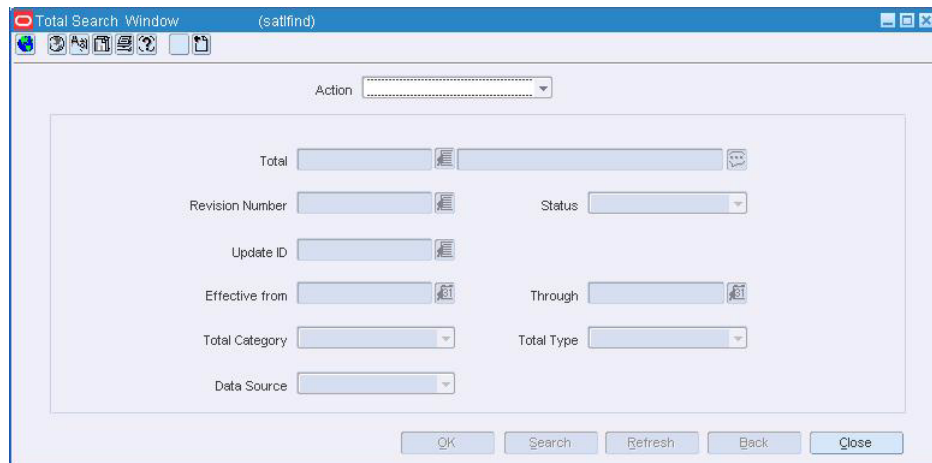 Total Search Window (satlfind)
Action
Total
Revision Number Status
Update ID
Effective from Through
Total Category Total Type
Data Source
OK Search Refresh Back Close